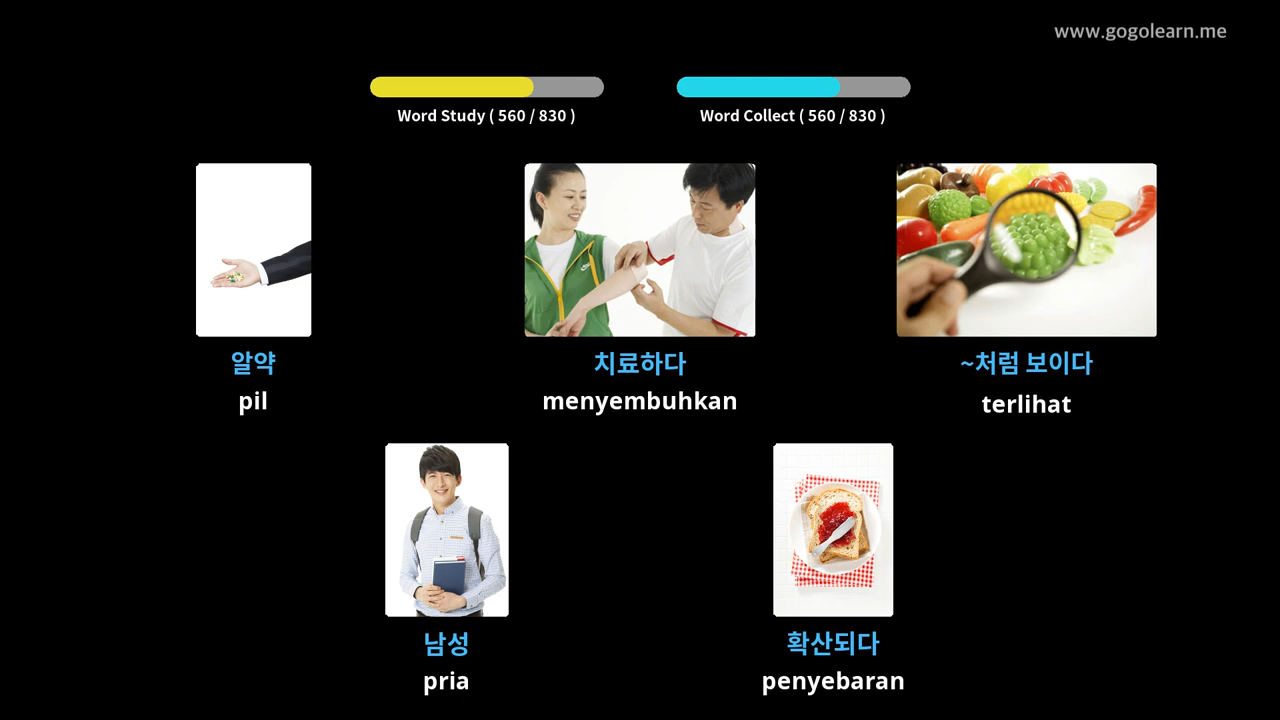 www.gogolearn.me
Word Study ( 560 / 830 )
Word Collect ( 560 / 830 )
알약
pil
치료하다
menyembuhkan
~처럼 보이다
terlihat
남성
pria
확산되다
penyebaran